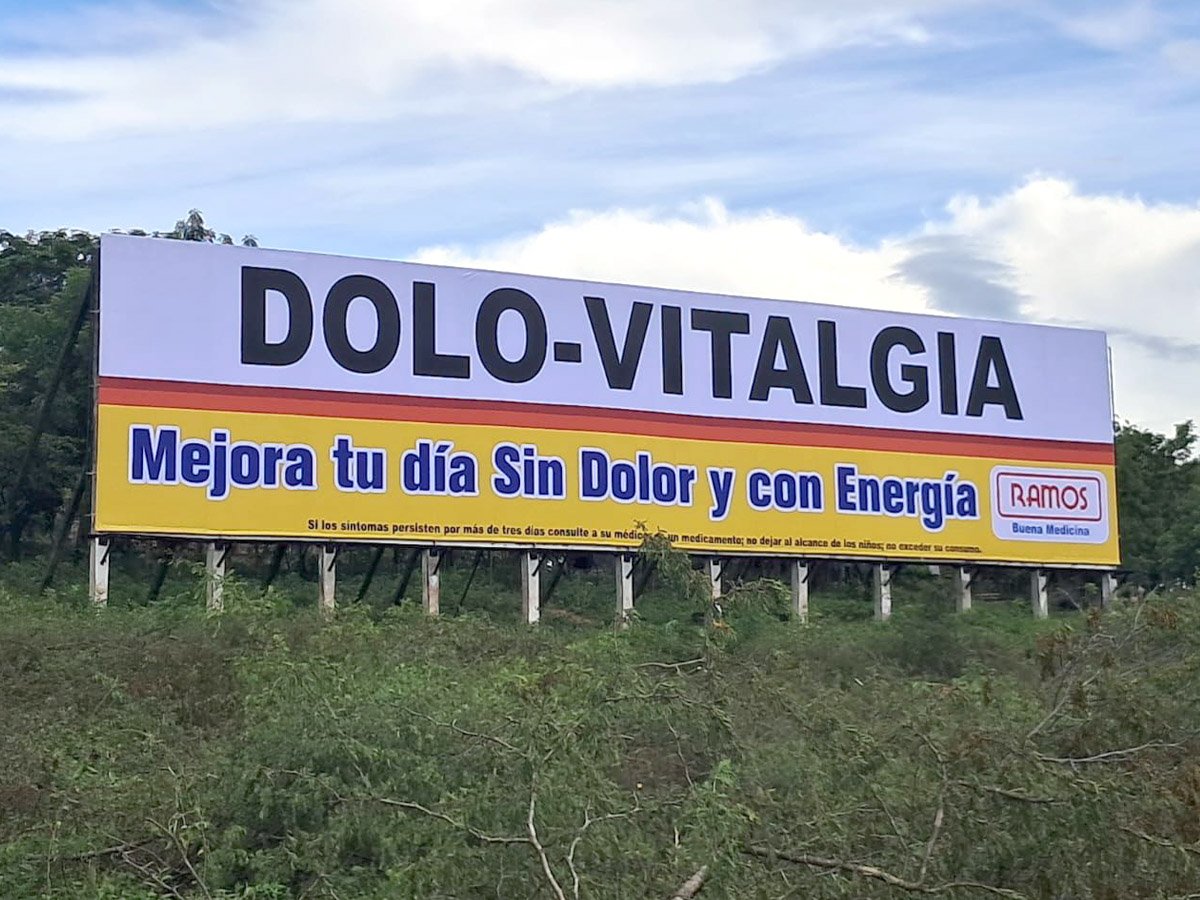 DOLO-VITALGIA
Mejora tu día Sin Dolor y con Energía
RAMOS
Buena Medicina
Si los síntomas persisten por más de tres días consulte a su médico un medicamento; no dejar al alcance de los niños; no exceder su consumo.